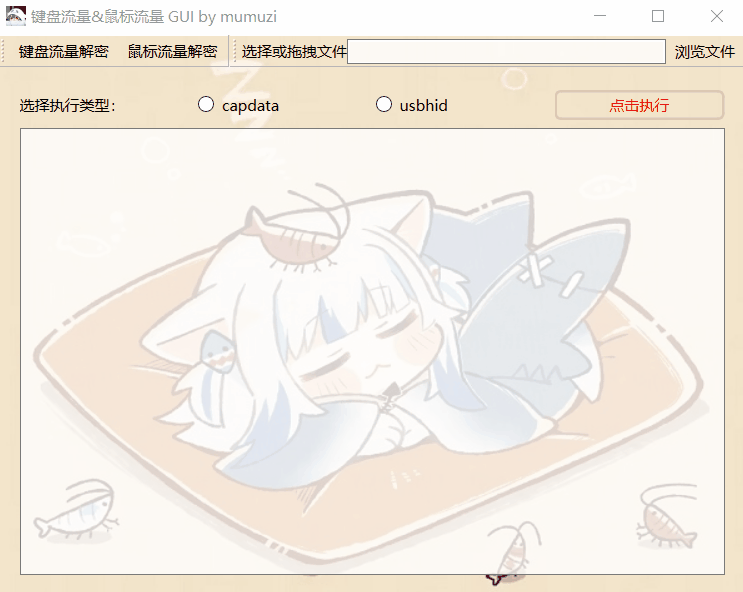 键盘流量&鼠标流量 GUI by mumuzi
键盘流量解密 鼠标流量解密 选择或拖拽文件 浏览文件
选择执行类型： capdata usbhid 点击执行